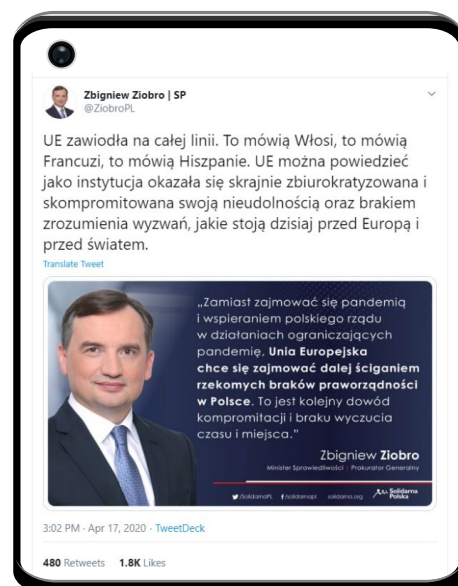 Zbigniew Ziobro | SP
@ZiobroPL
UE zawiodła na całej linii. To mówią Włosi, to mówią
Francuzi, to mówią Hiszpanie. UE można powiedzieć
jako instytucja okazała się skrajnie zbiurokratyzowana i
skompromitowana swoją nieudolnością oraz brakiem
zrozumienia wyzwań, jakie stoją dzisiaj przed Europą i
przed światem.
Translate Tweet
„Zamiast zajmować się pandemią
i wspieraniem polskiego rządu
w działaniach ograniczających
pandemię, Unia Europejska
chce się zajmować dalej ściganiem
rzekomych braków praworządności
w Polsce. To jest kolejny dowód
kompromitacji i braku wyczucia
czasu i miejsca.”
Zbigniew Ziobro
Minister Sprawiedliwości | Prokurator Generalny
/SolidarnaPL /solidarnapl solidarna.org Solidarna
Polska
3:02 PM · Apr 17, 2020 · TweetDeck
480 Retweets 1.8K Likes